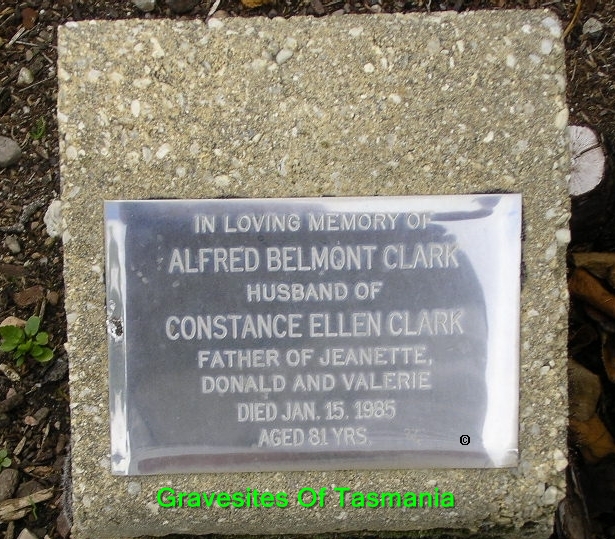 IN LOVING MEMORY OF
ALFRED BELMONT CLARK
HUSBAND OF
CONSTANCE ELLEN CLARK
FATHER OF JEANETTE,
DONALD AND VALERIE
DIED JAN. 15. 1985
AGED 81 YRS.
©
Gravesites Of Tasmania